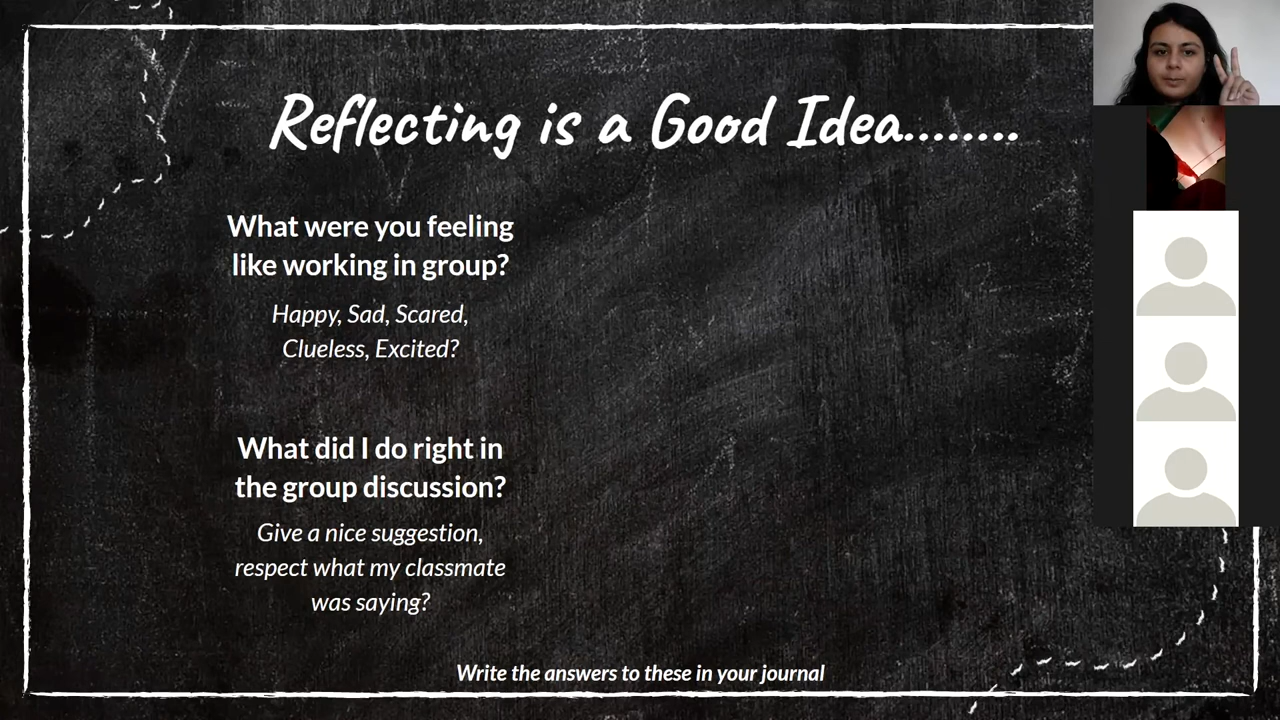 Reflecting is a Good Idea........
What were you feeling
like working in group?
Happy, Sad, Scared,
Clueless, Excited?
What did I do right in
the group discussion?
Give a nice suggestion,
respect what my classmate
was saying?
Write the answers to these in your journal